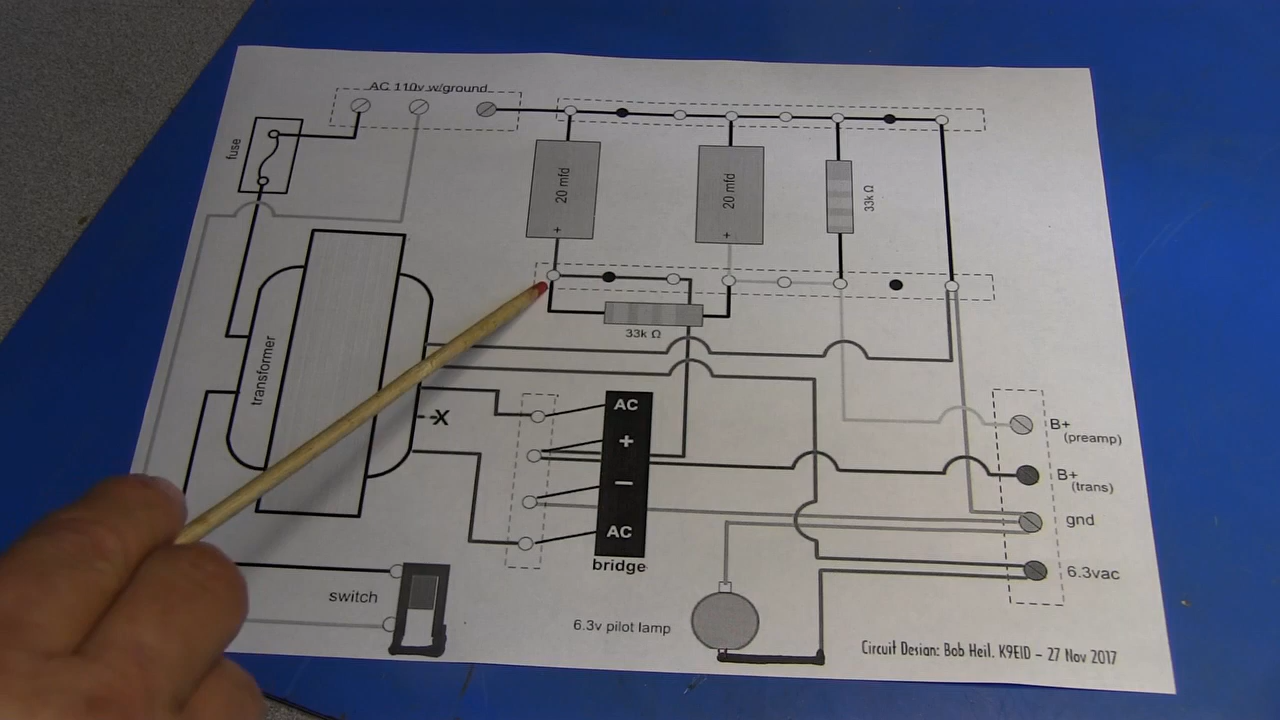 AC 110v w/ground
fuse
20 mfd
+
20 mfd
+
33k Ω
33k Ω
transformer
X
AC
+
−
AC
bridge
B+
(preamp)
B+
(trans)
gnd
6.3vac
switch
6.3v pilot lamp
Circuit Design: Bob Heil, K9EID – 27 Nov 2017